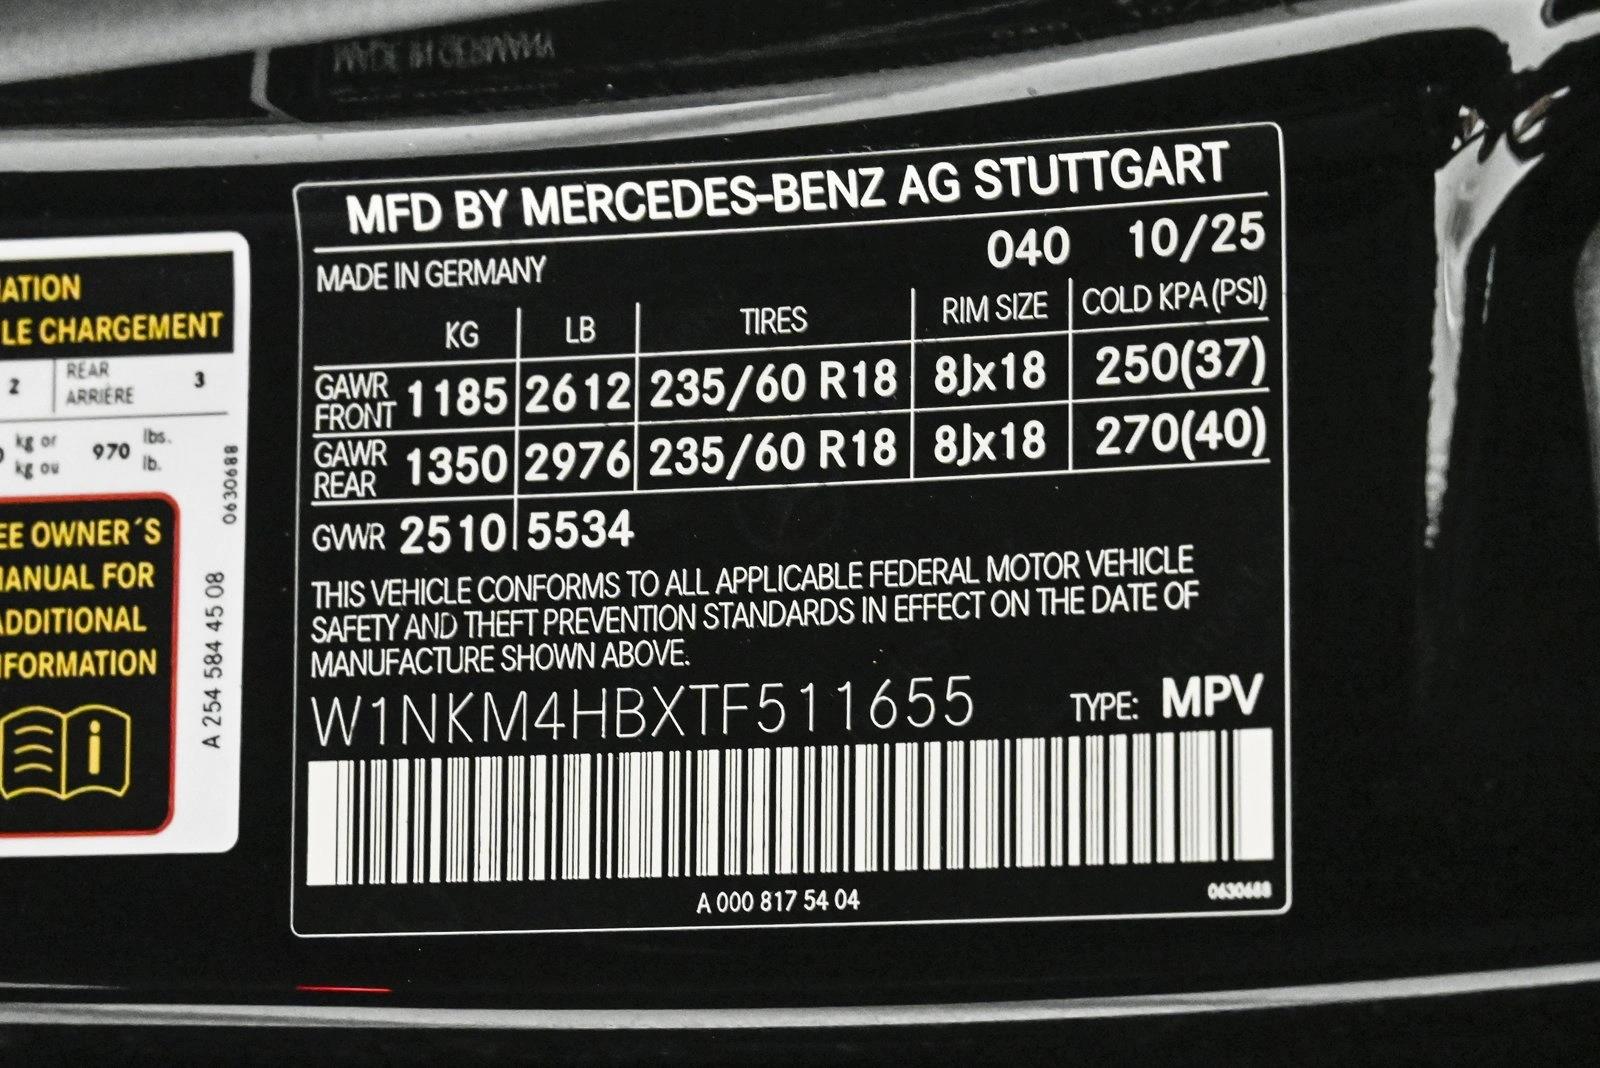 ATION
LE CHARGEMENT
2 REAR 3
ARRIÈRE
kg or 970 lbs.
kg ou lb.
0630688
OWNER´S
FOR
A 254 584 45 08
MFD BY MERCEDES-BENZ AG STUTTGART
MADE IN GERMANY 040 10/25
KG LB TIRES RIM SIZE COLD KPA (PSI)
GAWR FRONT 1185 2612 235/60 R18 8Jx18 250(37)
GAWR REAR 1350 2976 235/60 R18 8Jx18 270(40)
GVWR 2510 5534
THIS VEHICLE CONFORMS TO ALL APPLICABLE FEDERAL MOTOR VEHICLE
SAFETY AND THEFT PREVENTION STANDARDS IN EFFECT ON THE DATE OF
MANUFACTURE SHOWN ABOVE.
W1NKM4HBXTF511655 TYPE: MPV
A 000 817 54 04 0630688